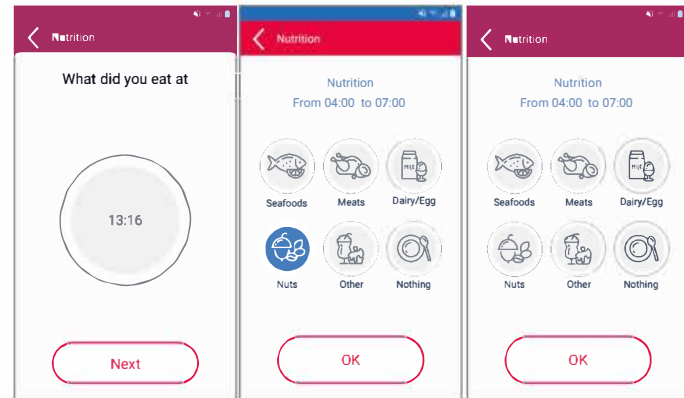 Nutrition
What did you eat at
13:16
Next
Nutrition
Nutrition
From 04:00 to 07:00
MILK
Seafoods Meats Dairy/Egg
Nuts Other Nothing
OK
Nutrition
Nutrition
From 04:00 to 07:00
MILK
Seafoods Meats Dairy/Egg
Nuts Other Nothing
OK